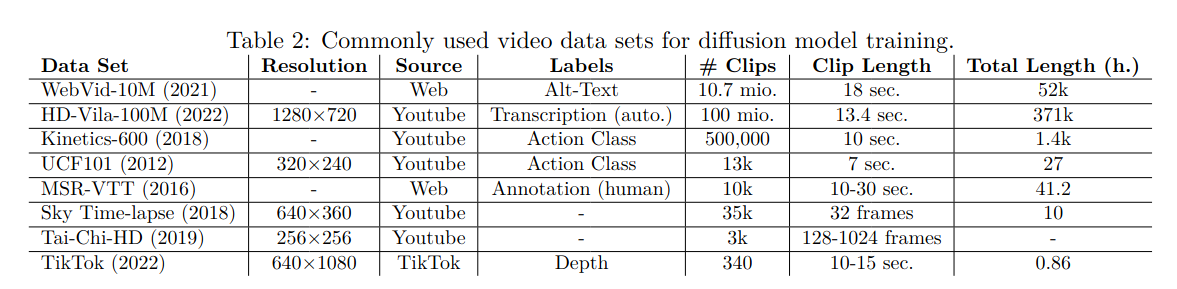 Table 2: Commonly used video data sets for diffusion model training.
Data Set Resolution Source Labels # Clips Clip Length Total Length (h.)
WebVid-10M (2021) - Web Alt-Text 10.7 mio. 18 sec. 52k
HD-Vila-100M (2022) 1280×720 Youtube Transcription (auto.) 100 mio. 13.4 sec. 371k
Kinetics-600 (2018) - Youtube Action Class 500,000 10 sec. 1.4k
UCF101 (2012) 320×240 Youtube Action Class 13k 7 sec. 27
MSR-VTT (2016) - Web Annotation (human) 10k 10-30 sec. 41.2
Sky Time-lapse (2018) 640×360 Youtube - 35k 32 frames 10
Tai-Chi-HD (2019) 256×256 Youtube - 3k 128-1024 frames -
TikTok (2022) 640×1080 TikTok Depth 340 10-15 sec. 0.86